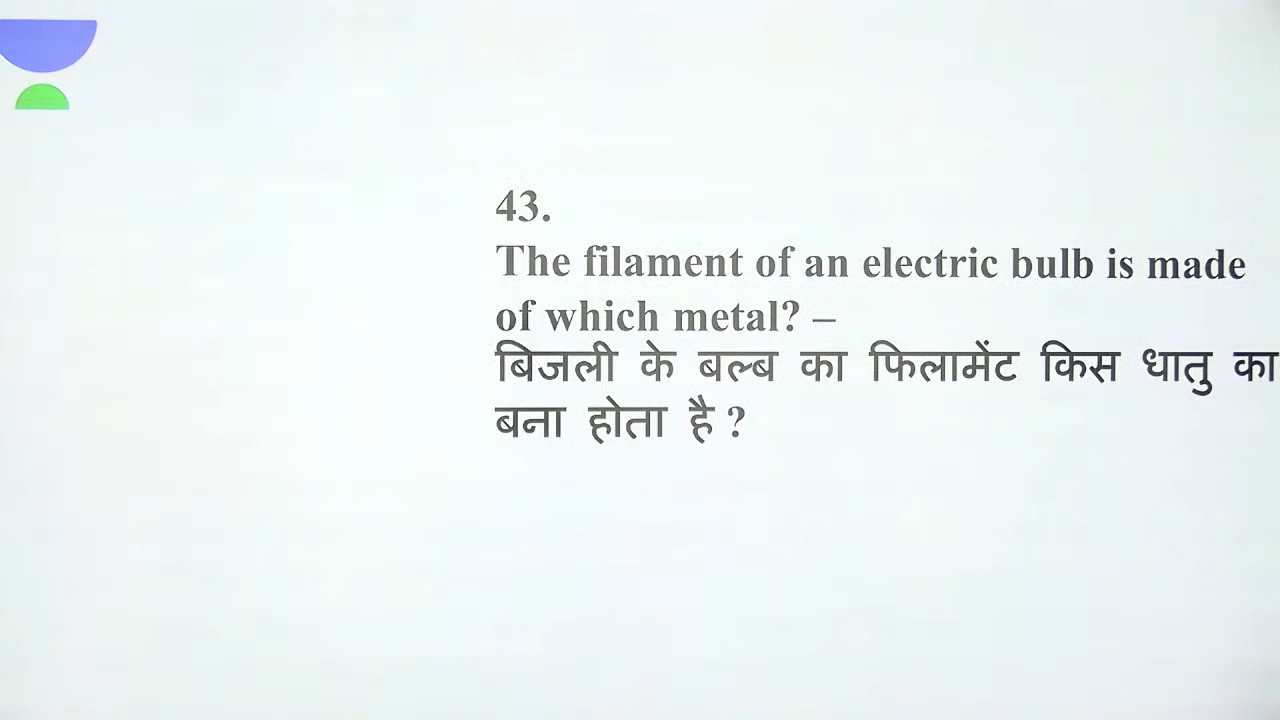 43.
The filament of an electric bulb is made
of which metal? –
बिजली के बल्ब का फिलामेंट किस धातु का
बना होता है ?